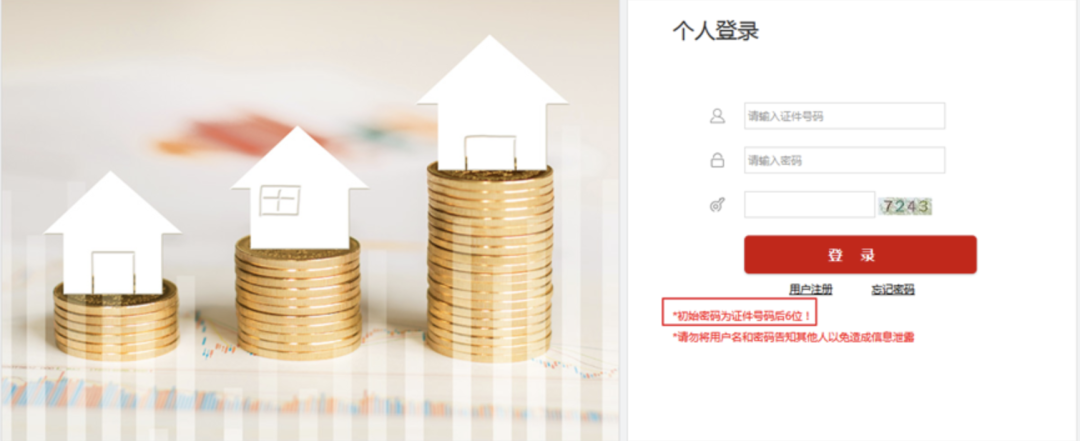 个人登录
请输入证件号码
请输入密码
7243
登 录
用户注册 忘记密码
*初始密码为证件号码后6位！
*请勿将用户名和密码告知其他人以免造成信息泄露